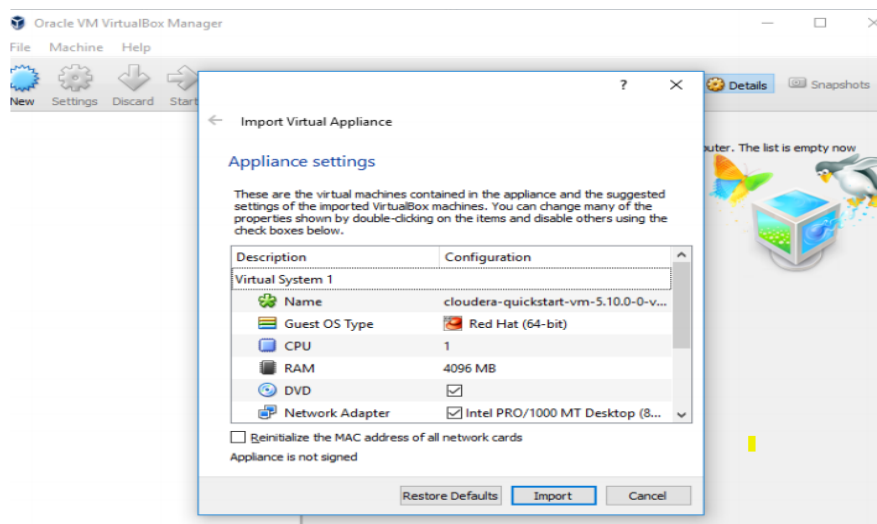 Oracle VM VirtualBox Manager
File Machine Help
New Settings Discard Start
Details Snapshots
? 
Import Virtual Appliance
Appliance settings
These are the virtual machines contained in the appliance and the suggested
settings of the imported VirtualBox machines. You can change many of the
properties shown by double-clicking on the items and disable others using the
check boxes below.
Description Configuration
Virtual System 1
Name cloudera-quickstart-vm-5.10.0-0-v...
Guest OS Type Red Hat (64-bit)
CPU 1
RAM 4096 MB
DVD
Network Adapter Intel PRO/1000 MT Desktop (8...
Reinitialize the MAC address of all network cards
Appliance is not signed
Restore Defaults Import Cancel
puter. The list is empty now